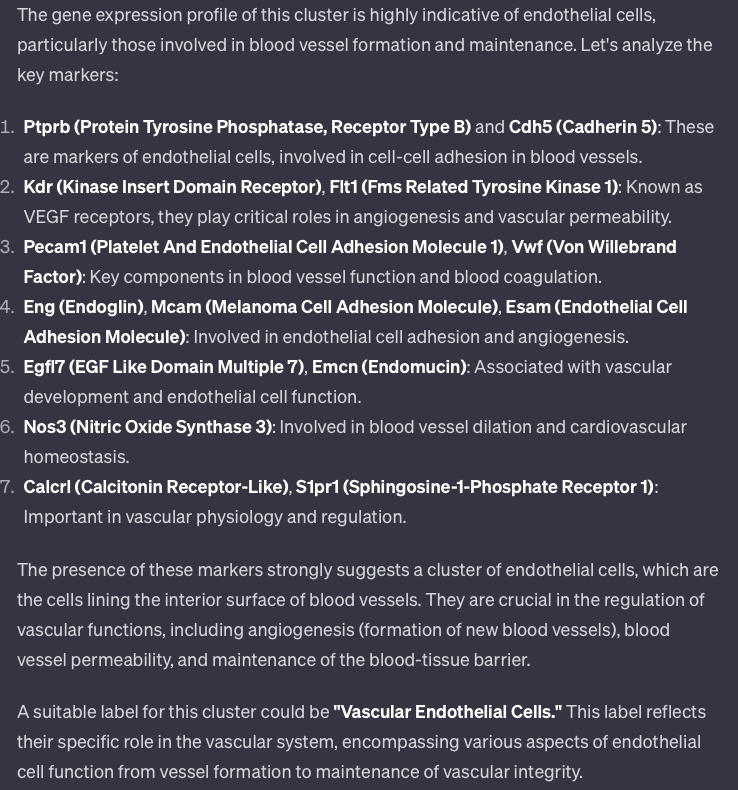 The gene expression profile of this cluster is highly indicative of endothelial cells,
particularly those involved in blood vessel formation and maintenance. Let's analyze the
key markers:
1. Ptprb (Protein Tyrosine Phosphatase, Receptor Type B) and Cdh5 (Cadherin 5): These
are markers of endothelial cells, involved in cell-cell adhesion in blood vessels.
2. Kdr (Kinase Insert Domain Receptor), Flt1 (Fms Related Tyrosine Kinase 1): Known as
VEGF receptors, they play critical roles in angiogenesis and vascular permeability.
3. Pecam1 (Platelet And Endothelial Cell Adhesion Molecule 1), Vwf (Von Willebrand
Factor): Key components in blood vessel function and blood coagulation.
4. Eng (Endoglin), Mcam (Melanoma Cell Adhesion Molecule), Esam (Endothelial Cell
Adhesion Molecule): Involved in endothelial cell adhesion and angiogenesis.
5. Egfl7 (EGF Like Domain Multiple 7), Emcn (Endomucin): Associated with vascular
development and endothelial cell function.
6. Nos3 (Nitric Oxide Synthase 3): Involved in blood vessel dilation and cardiovascular
homeostasis.
7. Calcrl (Calcitonin Receptor-Like), S1pr1 (Sphingosine-1-Phosphate Receptor 1):
Important in vascular physiology and regulation.
The presence of these markers strongly suggests a cluster of endothelial cells, which are
the cells lining the interior surface of blood vessels. They are crucial in the regulation of
vascular functions, including angiogenesis (formation of new blood vessels), blood
vessel permeability, and maintenance of the blood-tissue barrier.
A suitable label for this cluster could be "Vascular Endothelial Cells." This label reflects
their specific role in the vascular system, encompassing various aspects of endothelial
cell function from vessel formation to maintenance of vascular integrity.